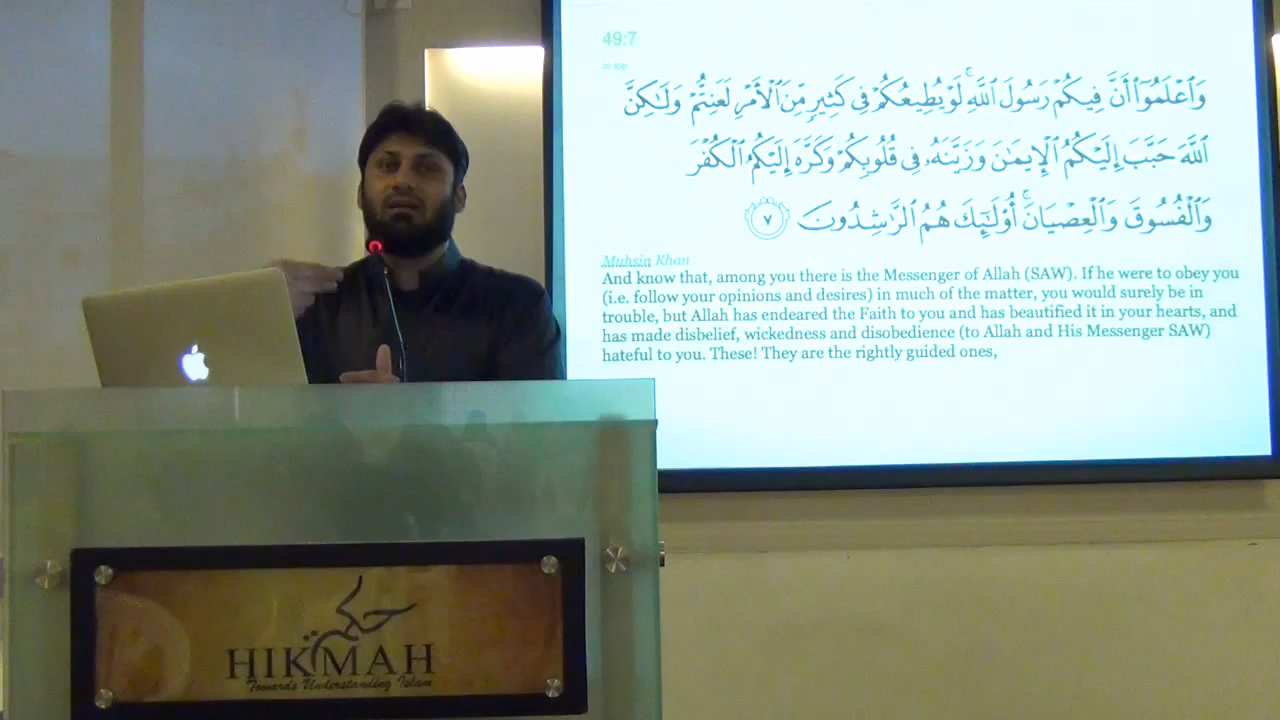 49:7
to top
وَٱعْلَمُوٓا۟ أَنَّ فِيكُمْ رَسُولَ ٱللَّهِ ۚ لَوْ يُطِيعُكُمْ فِى كَثِيرٍ مِّنَ ٱلْأَمْرِ لَعَنِتُّمْ وَلَـٰكِنَّ
ٱللَّهَ حَبَّبَ إِلَيْكُمُ ٱلْإِيمَـٰنَ وَزَيَّنَهُۥ فِى قُلُوبِكُمْ وَكَرَّهَ إِلَيْكُمُ ٱلْكُفْرَ
وَٱلْفُسُوقَ وَٱلْعِصْيَانَ ۚ أُو۟لَـٰٓئِكَ هُمُ ٱلرَّٰشِدُونَ ٧
Muhsin Khan
And know that, among you there is the Messenger of Allah (SAW). If he were to obey you
(i.e. follow your opinions and desires) in much of the matter, you would surely be in
trouble, but Allah has endeared the Faith to you and has beautified it in your hearts, and
has made disbelief, wickedness and disobedience (to Allah and His Messenger SAW)
hateful to you. These! They are the rightly guided ones,
حكمة
HIKMAH
Towards Understanding Islam